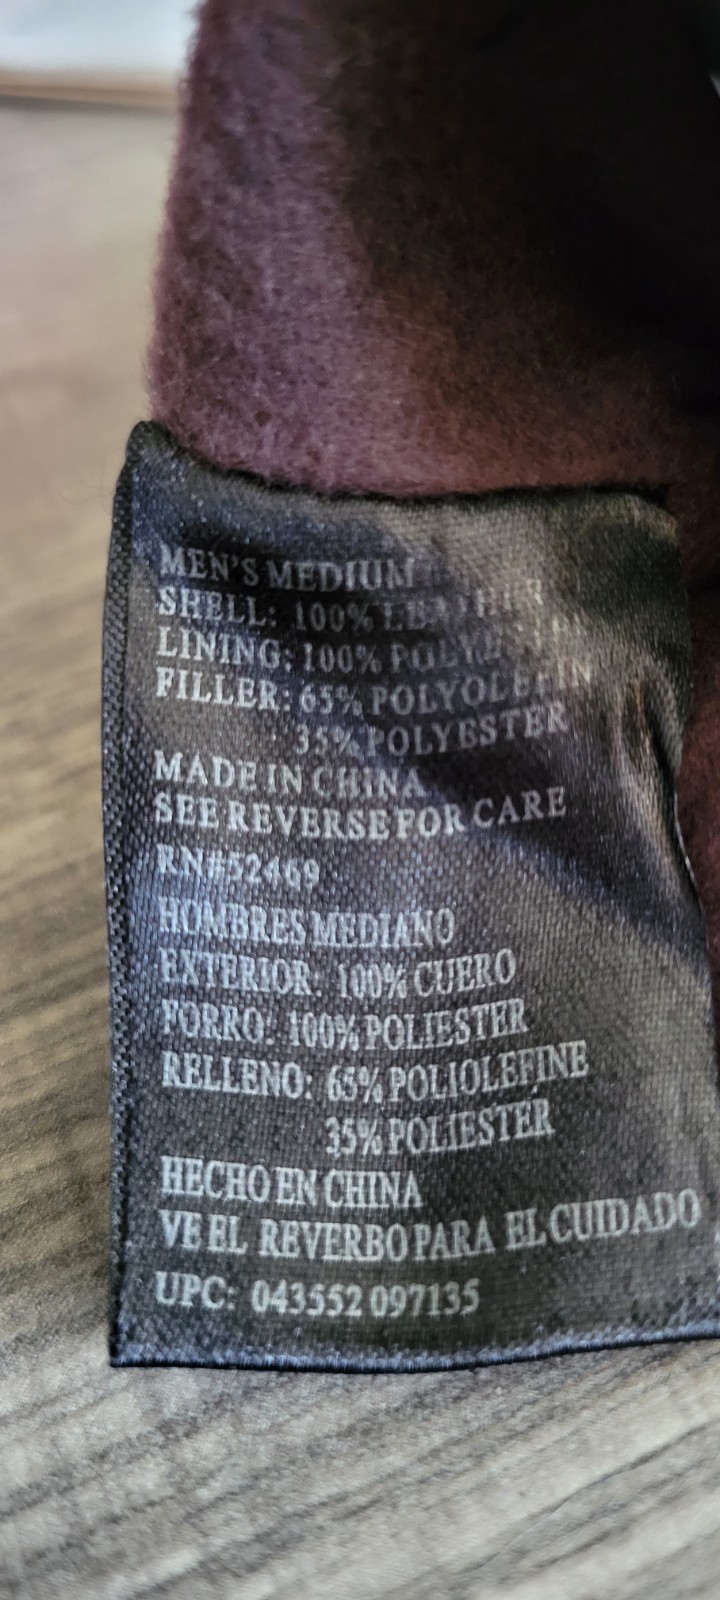 MEN'S MEDIUM
SHELL: 100% LEATHER
LINING: 100% POLYESTER
FILLER: 65% POLYOLEFIN
35% POLYESTER
MADE IN CHINA
SEE REVERSE FOR CARE
RN#52469
HOMBRES MEDIANO
EXTERIOR: 100% CUERO
FORRO: 100% POLIESTER
RELLENO: 65% POLIOLEFINE
35% POLIESTER
HECHO EN CHINA
VE EL REVERBO PARA EL CUIDADO
UPC: 043552 097135